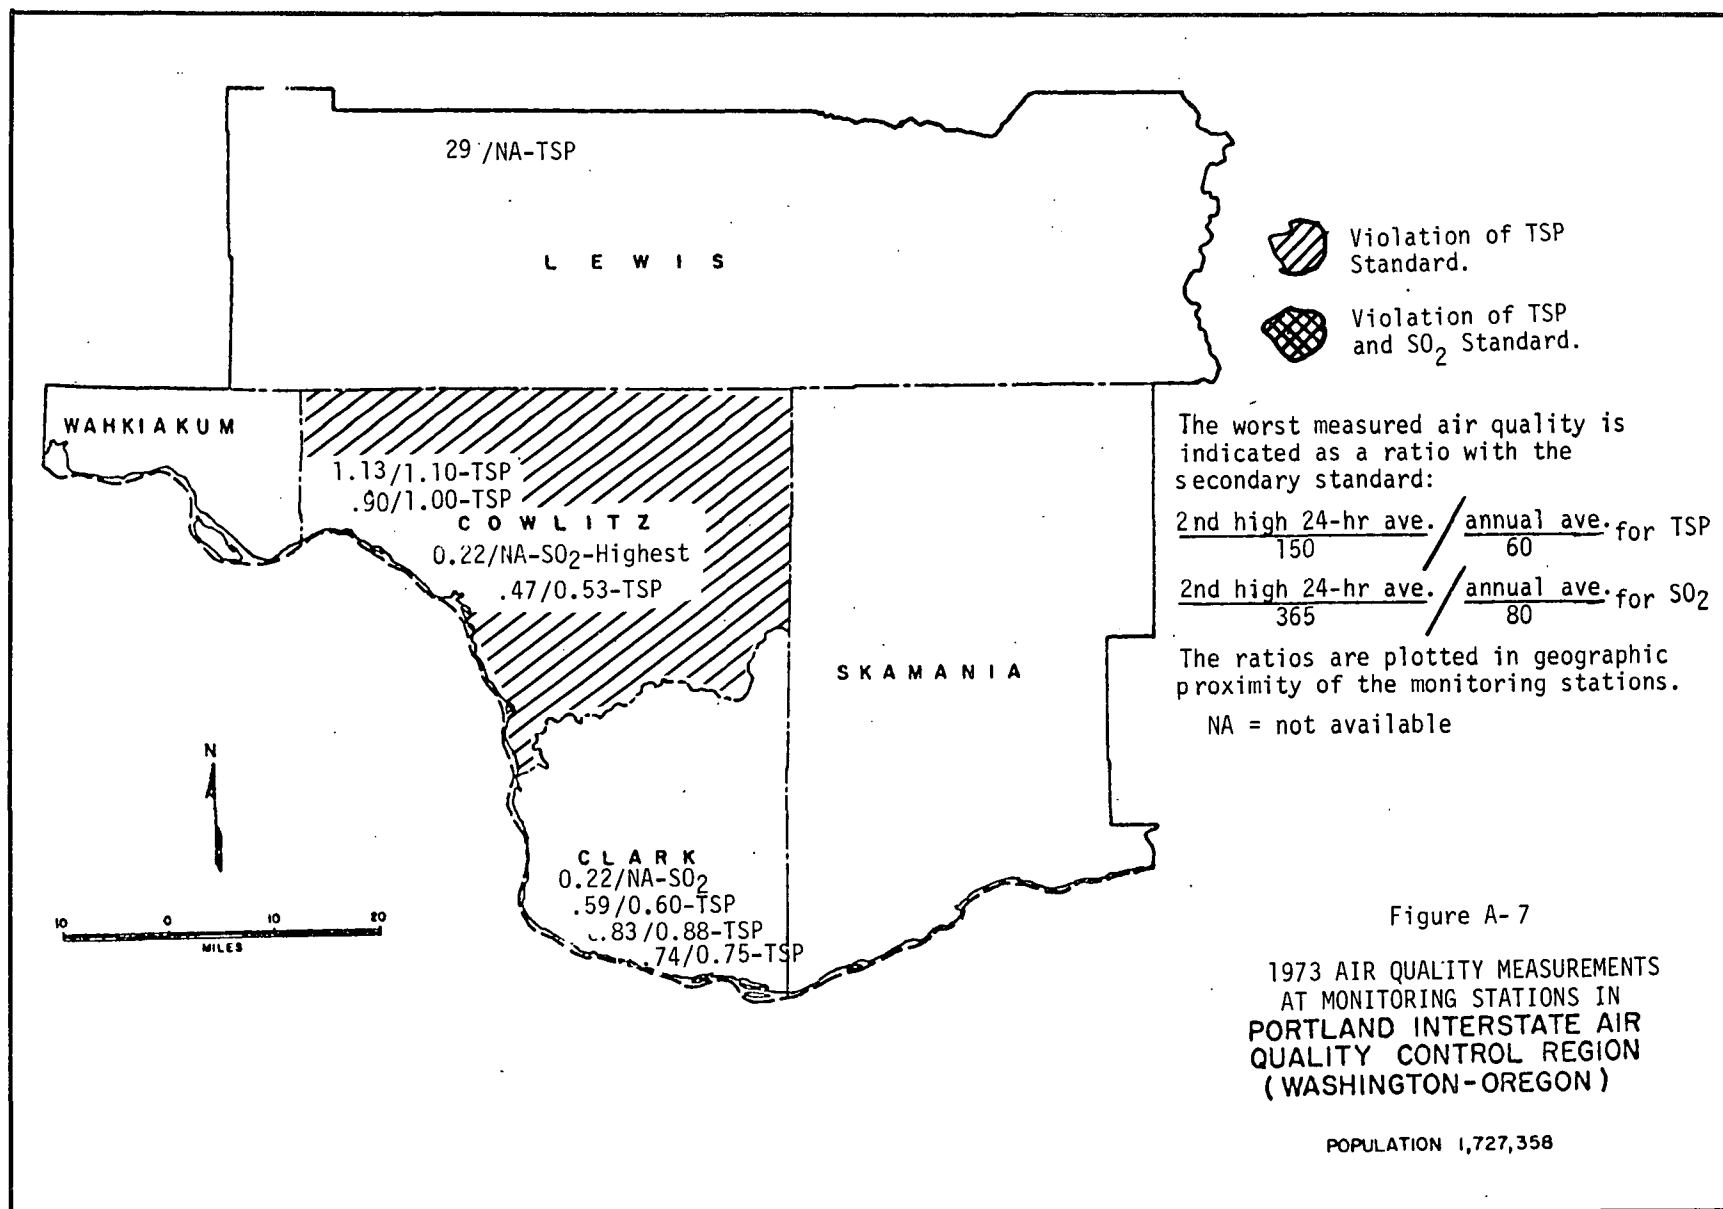 29 /NA-TSP
LEWIS
Violation of TSP
Standard.
Violation of TSP
and SO2 Standard.
WAHKIAKUM
1.13/1.10-TSP
.90/1.00-TSP
COWLITZ
0.22/NA-SO2-Highest
.47/0.53-TSP
The worst measured air quality is
indicated as a ratio with the
secondary standard:
2nd high 24-hr ave. / annual ave. for TSP
150 60
2nd high 24-hr ave. / annual ave. for SO2
365 80
The ratios are plotted in geographic
proximity of the monitoring stations.
NA = not available
SKAMANIA
N
10 0 10 20
MILES
CLARK
0.22/NA-SO2
.59/0.60-TSP
.83/0.88-TSP
.74/0.75-TSP
Figure A-7
1973 AIR QUALITY MEASUREMENTS
AT MONITORING STATIONS IN
PORTLAND INTERSTATE AIR
QUALITY CONTROL REGION
(WASHINGTON-OREGON)
POPULATION 1,727,358